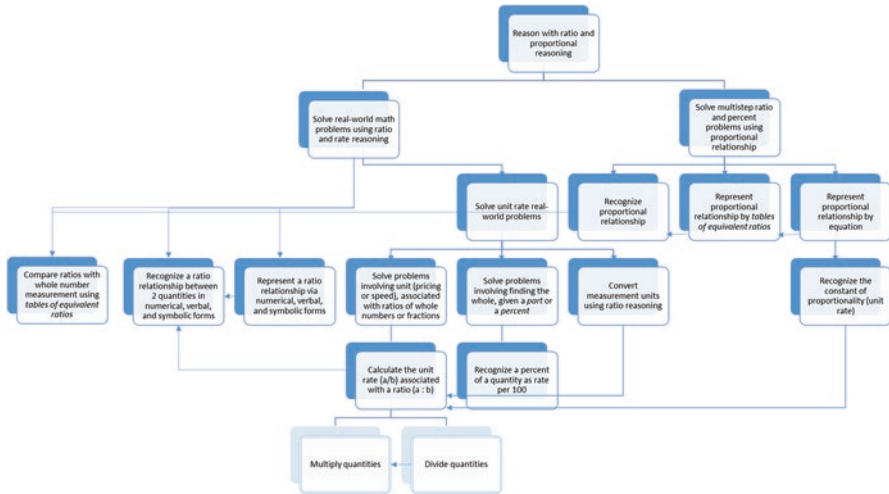 Reason with ratio and
proportional
reasoning
Solve real-world math
problems using ratio
and rate reasoning
Solve multistep ratio
and percent
problems using
proportional
relationship
Solve unit rate real-
world problems
Recognize
proportional
relationship
Represent
proportional
relationship by tables
of equivalent ratios
Represent
proportional
relationship by
equation
Compare ratios with
whole number
measurement using
tables of equivalent
ratios
Recognize a ratio
relationship between
2 quantities in
numerical, verbal,
and symbolic forms
Represent a ratio
relationship via
numerical, verbal,
and symbolic forms
Solve problems
involving unit (pricing
or speed), associated
with ratios of whole
numbers or fractions
Solve problems
involving finding the
whole, given a part or
a percent
Convert
measurement units
using ratio reasoning
Recognize the
constant of
proportionality (unit
rate)
Calculate the unit
rate (a/b) associated
with a ratio (a : b)
Recognize a percent
of a quantity as rate
per 100
Multiply quantities
Divide quantities